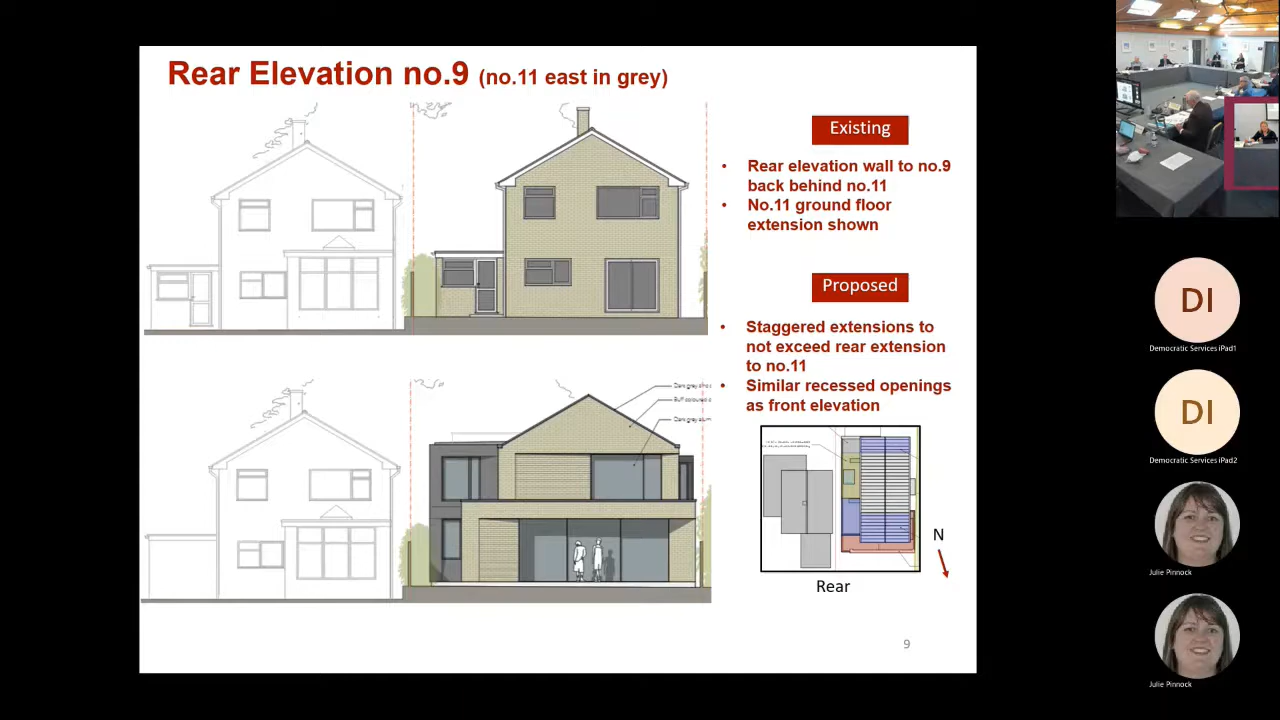 Rear Elevation no.9 (no.11 east in grey)
Existing
• Rear elevation wall to no.9
back behind no.11
• No.11 ground floor
extension shown
Proposed
• Staggered extensions to
not exceed rear extension
to no.11
• Similar recessed openings
as front elevation
N
Rear
9
DI
Democratic Services iPad1
DI
Democratic Services iPad2
Julie Pinnock
Julie Pinnock